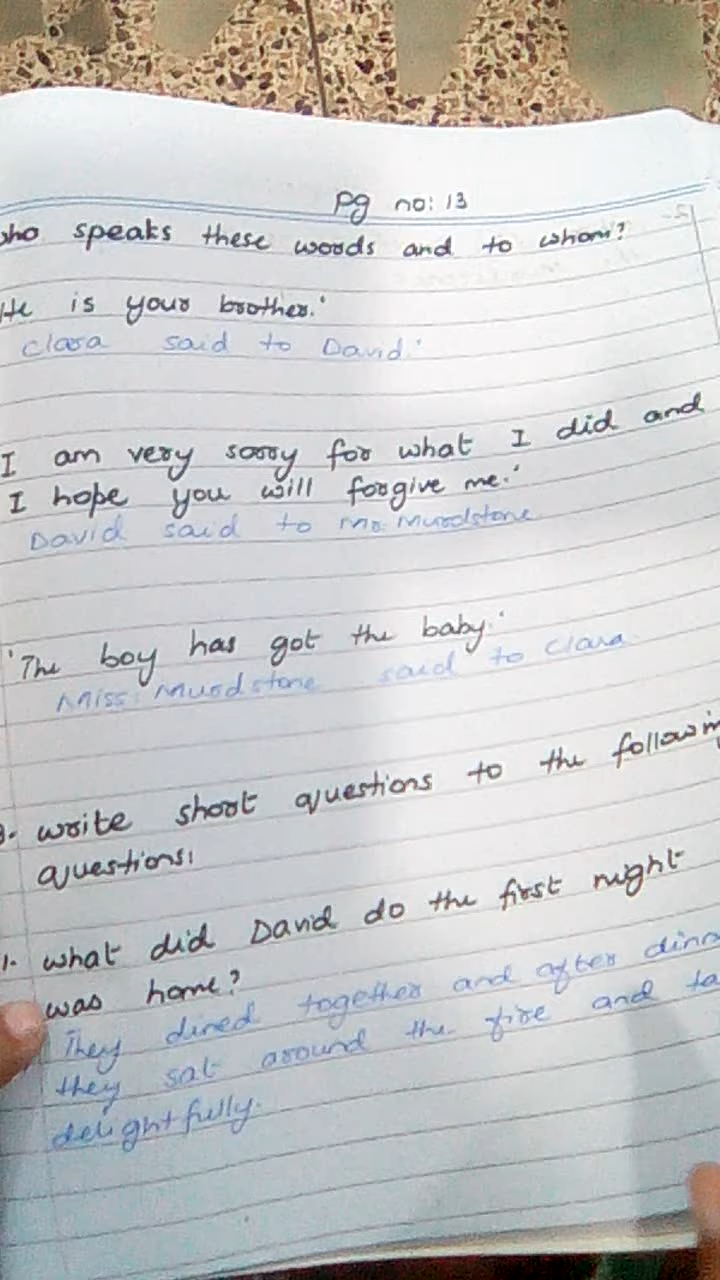 Pg no: 13
who speaks these words and to whom?
He is your brother.'
Clara said to David.'
I am very sorry for what I did and
I hope you will forgive me.'
David said to Mr. Murdstone
'The boy has got the baby.'
Miss. Murdstone said to Clara
3. write short questions to the following
questions:
1. what did David do the first night
was home?
They dined together and after dinn
they sat around the fire and ta
delightfully.